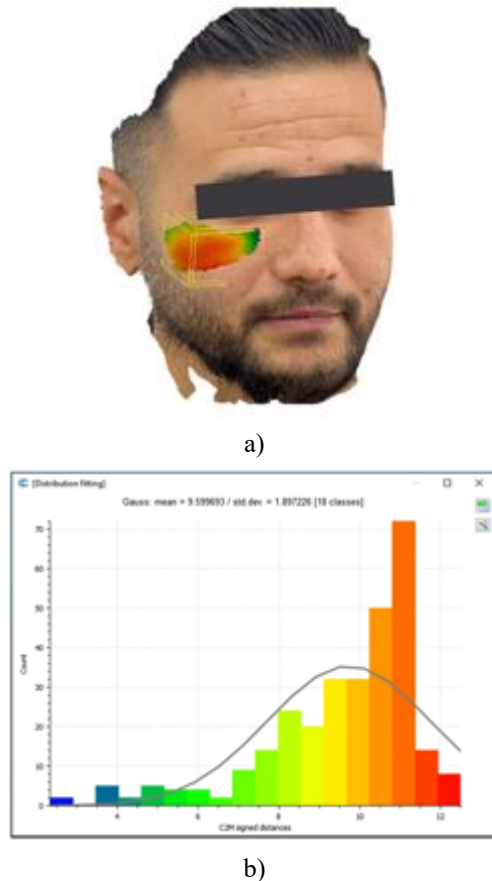 a)
[Distribution fitting]
Gauss: mean = 9.599693 / std.dev. = 1.897226 [18 classes]
70
60
50
40
30
20
10
0
Count
4
6
8
10
12
C2M signed distances
b)